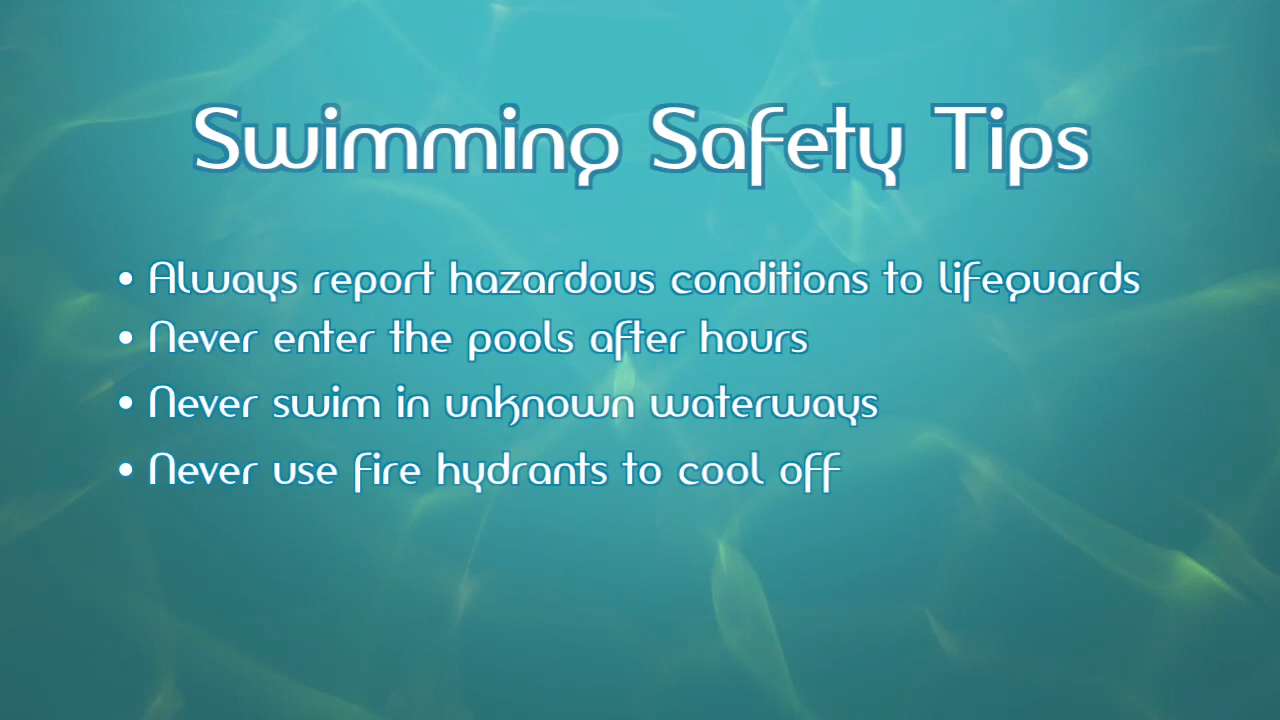 Swimming Safety Tips
• Always report hazardous conditions to lifeguards
• Never enter the pools after hours
• Never swim in unknown waterways
• Never use fire hydrants to cool off